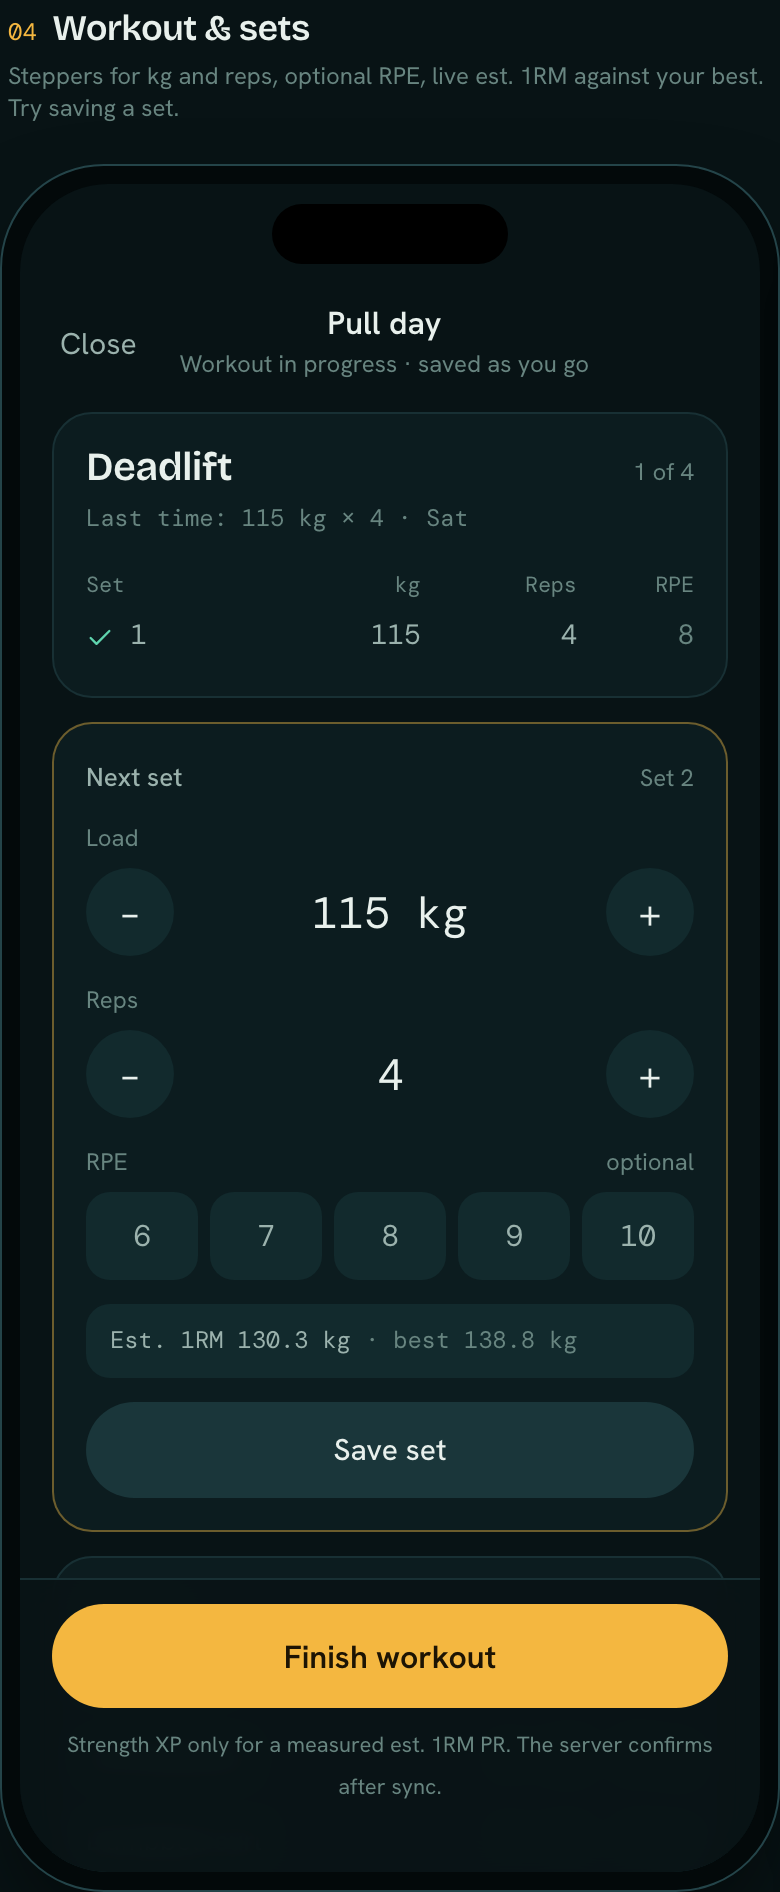 04 Workout & sets
Steppers for kg and reps, optional RPE, live est. 1RM against your best.
Try saving a set.
Close
Pull day
Workout in progress · saved as you go
Deadlift
1 of 4
Last time: 115 kg × 4 · Sat
Set kg Reps RPE
1 115 4 8
Next set Set 2
Load
− 115 kg +
Reps
− 4 +
RPE optional
6 7 8 9 10
Est. 1RM 130.3 kg · best 138.8 kg
Save set
Finish workout
Strength XP only for a measured est. 1RM PR. The server confirms
after sync.